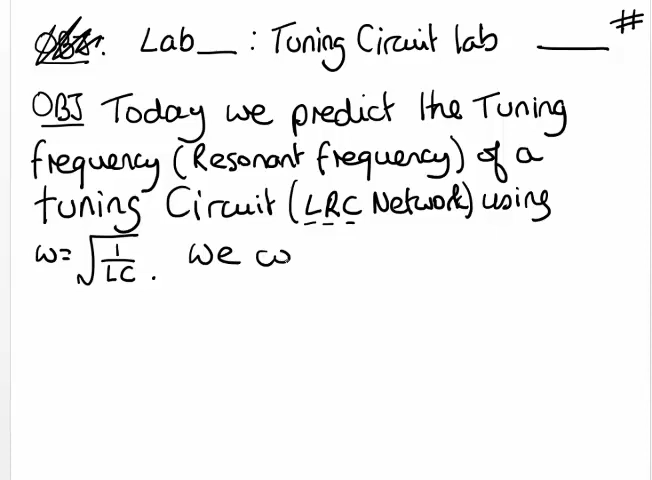 Lab__ : Tuning Circuit lab ____ #
OBJ Today we predict the Tuning
frequency (Resonant frequency) of a
tuning Circuit (LRC Network) using
ω=√(1/LC). we co